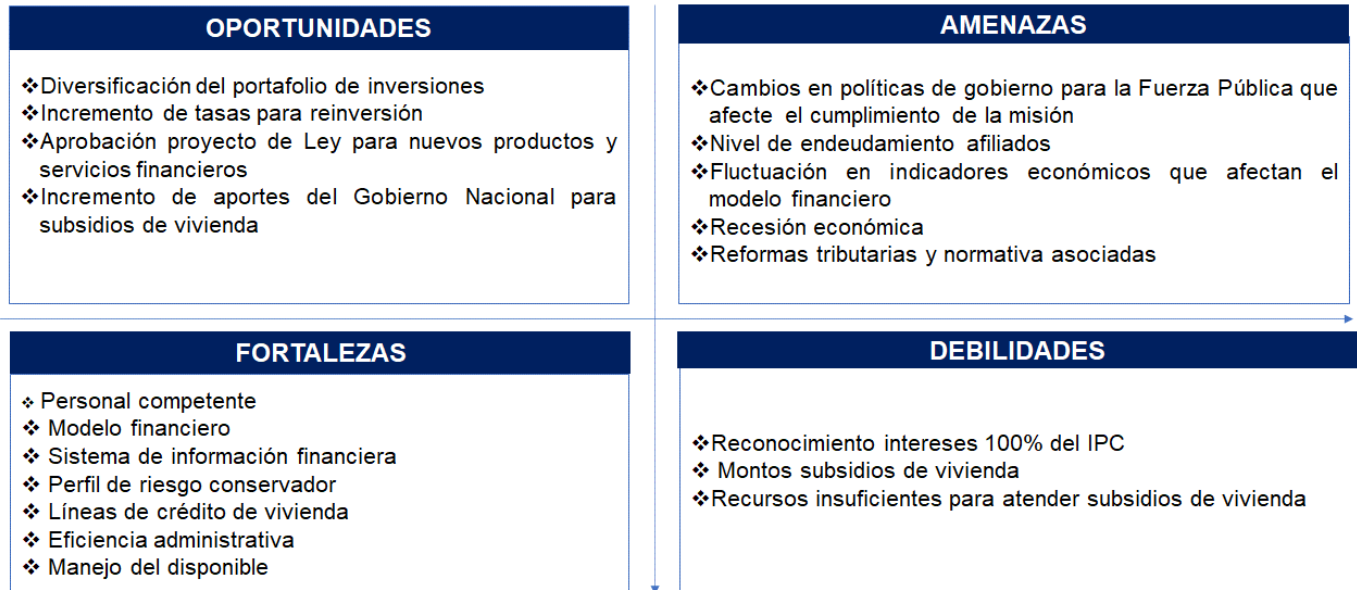 OPORTUNIDADES
❖Diversificación del portafolio de inversiones
❖Incremento de tasas para reinversión
❖Aprobación proyecto de Ley para nuevos productos y
servicios financieros
❖Incremento de aportes del Gobierno Nacional para
subsidios de vivienda
AMENAZAS
❖Cambios en políticas de gobierno para la Fuerza Pública que
afecte el cumplimiento de la misión
❖Nivel de endeudamiento afiliados
❖Fluctuación en indicadores económicos que afectan el
modelo financiero
❖Recesión económica
❖Reformas tributarias y normativa asociadas
FORTALEZAS
❖ Personal competente
❖ Modelo financiero
❖ Sistema de información financiera
❖ Perfil de riesgo conservador
❖ Líneas de crédito de vivienda
❖ Eficiencia administrativa
❖ Manejo del disponible
DEBILIDADES
❖Reconocimiento intereses 100% del IPC
❖ Montos subsidios de vivienda
❖Recursos insuficientes para atender subsidios de vivienda